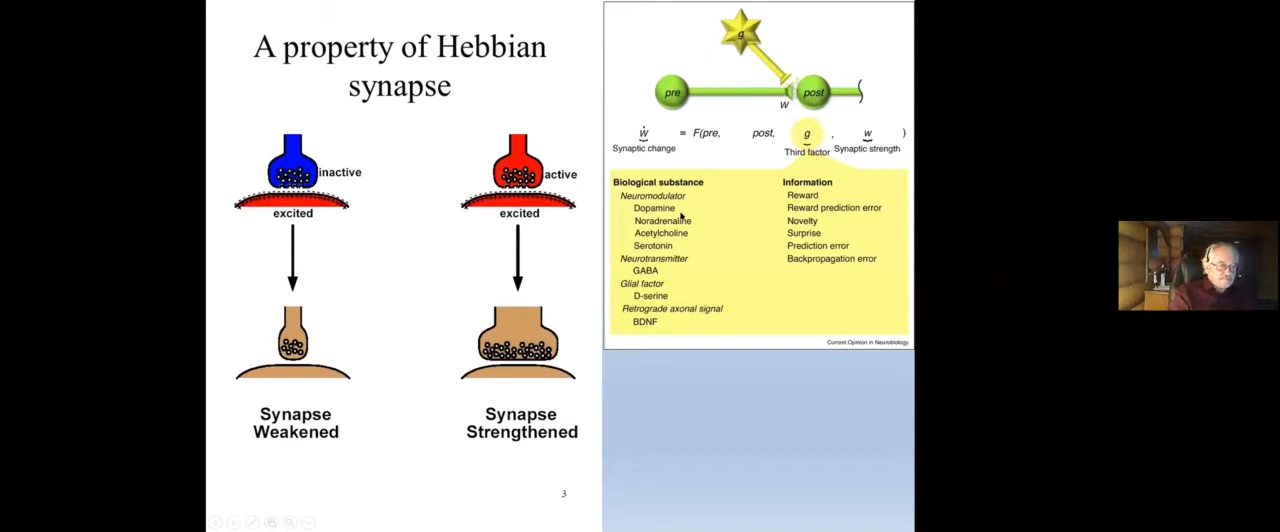 A property of Hebbian
synapse
inactive
excited
active
excited
Synapse
Weakened
Synapse
Strengthened
3
g
pre
post
w
ẇ = F(pre, post, g , w )
Synaptic change
Third factor
Synaptic strength
Biological substance
Neuromodulator
Dopamine
Noradrenaline
Acetylcholine
Serotonin
Neurotransmitter
GABA
Glial factor
D-serine
Retrograde axonal signal
BDNF
Information
Reward
Reward prediction error
Novelty
Surprise
Prediction error
Backpropagation error
Current Opinion in Neurobiology